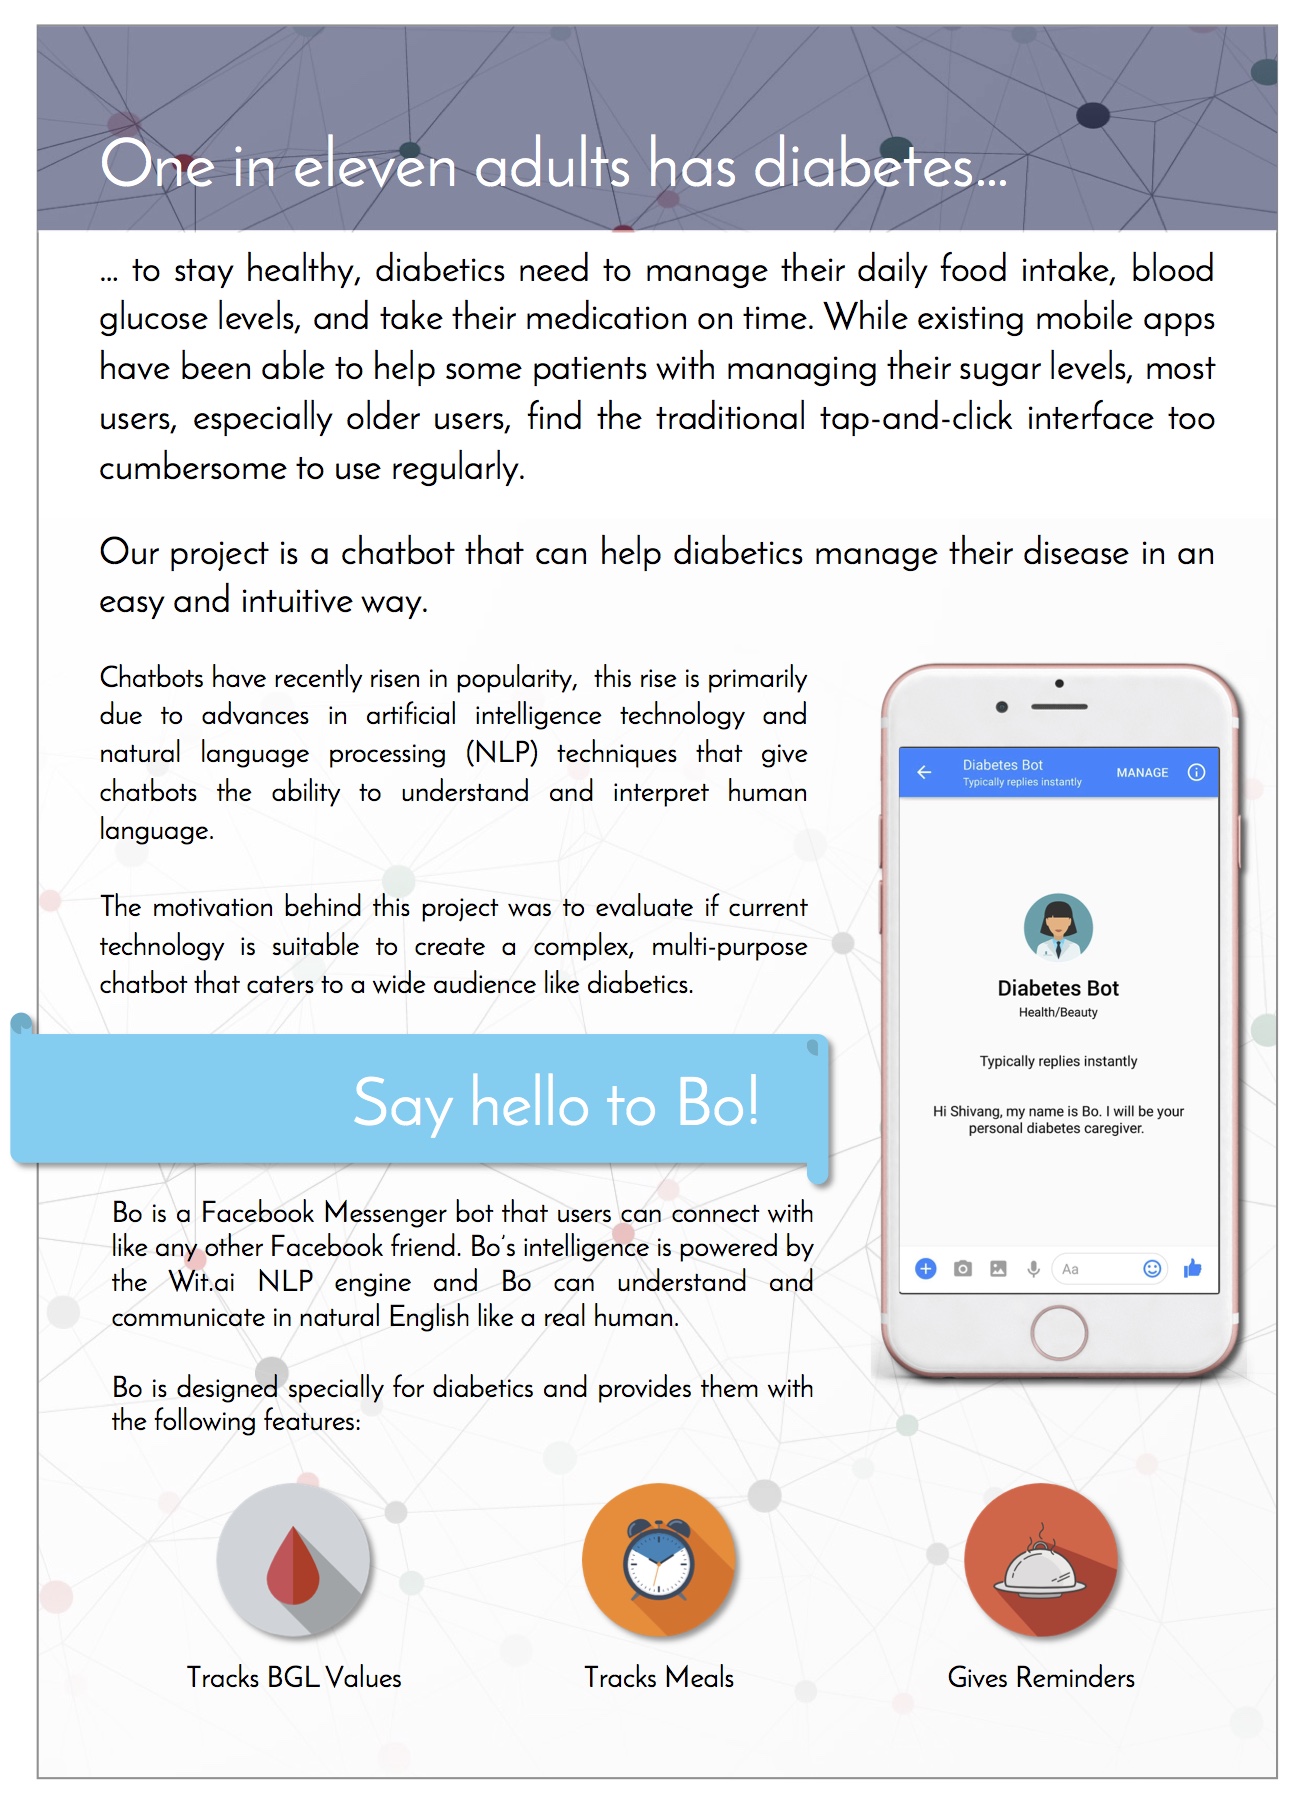 One in eleven adults has diabetes...
... to stay healthy, diabetics need to manage their daily food intake, blood
glucose levels, and take their medication on time. While existing mobile apps
have been able to help some patients with managing their sugar levels, most
users, especially older users, find the traditional tap-and-click interface too
cumbersome to use regularly.
Our project is a chatbot that can help diabetics manage their disease in an
easy and intuitive way.
Chatbots have recently risen in popularity, this rise is primarily
due to advances in artificial intelligence technology and
natural language processing (NLP) techniques that give
chatbots the ability to understand and interpret human
language.
The motivation behind this project was to evaluate if current
technology is suitable to create a complex, multi-purpose
chatbot that caters to a wide audience like diabetics.
Say hello to Bo!
Bo is a Facebook Messenger bot that users can connect with
like any other Facebook friend. Bo's intelligence is powered by
the Wit.ai NLP engine and Bo can understand and
communicate in natural English like a real human.
Bo is designed specially for diabetics and provides them with
the following features:
Diabetes Bot
Typically replies instantly
MANAGE
Diabetes Bot
Health/Beauty
Typically replies instantly
Hi Shivang, my name is Bo. I will be your
personal diabetes caregiver.
Aa
Tracks BGL Values
Tracks Meals
Gives Reminders